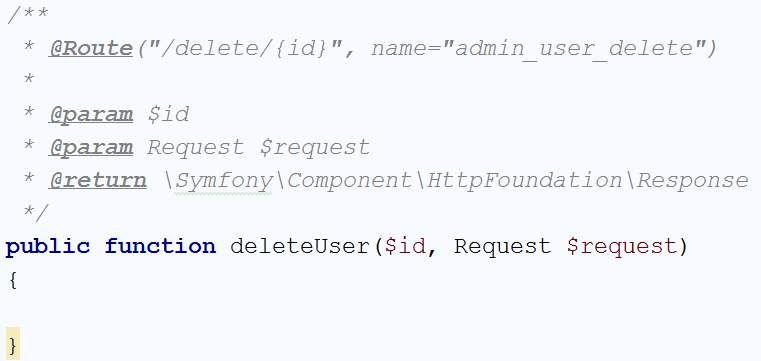 /**
 * @Route("/delete/{id}", name="admin_user_delete")
 *
 * @param $id
 * @param Request $request
 * @return \Symfony\Component\HttpFoundation\Response
 */
public function deleteUser($id, Request $request)
{
}